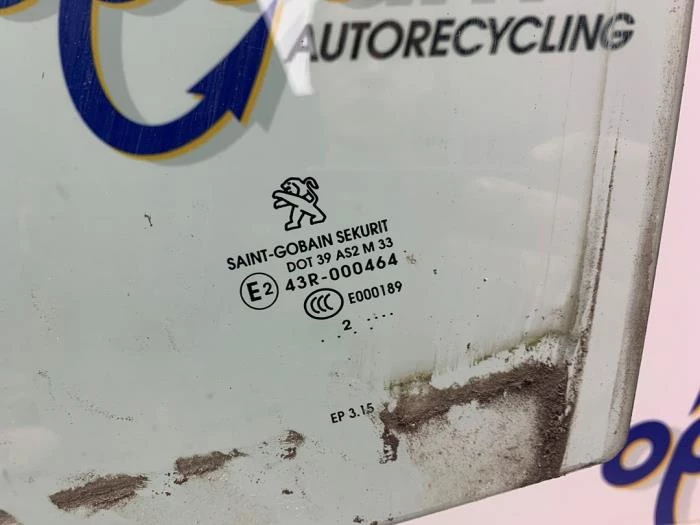 AUTORECYCLING
SAINT-GOBAIN SEKURIT
DOT 39 AS2 M 33
E2 43R-000464
CCC E000189
. . 2 . ....
EP 3.15